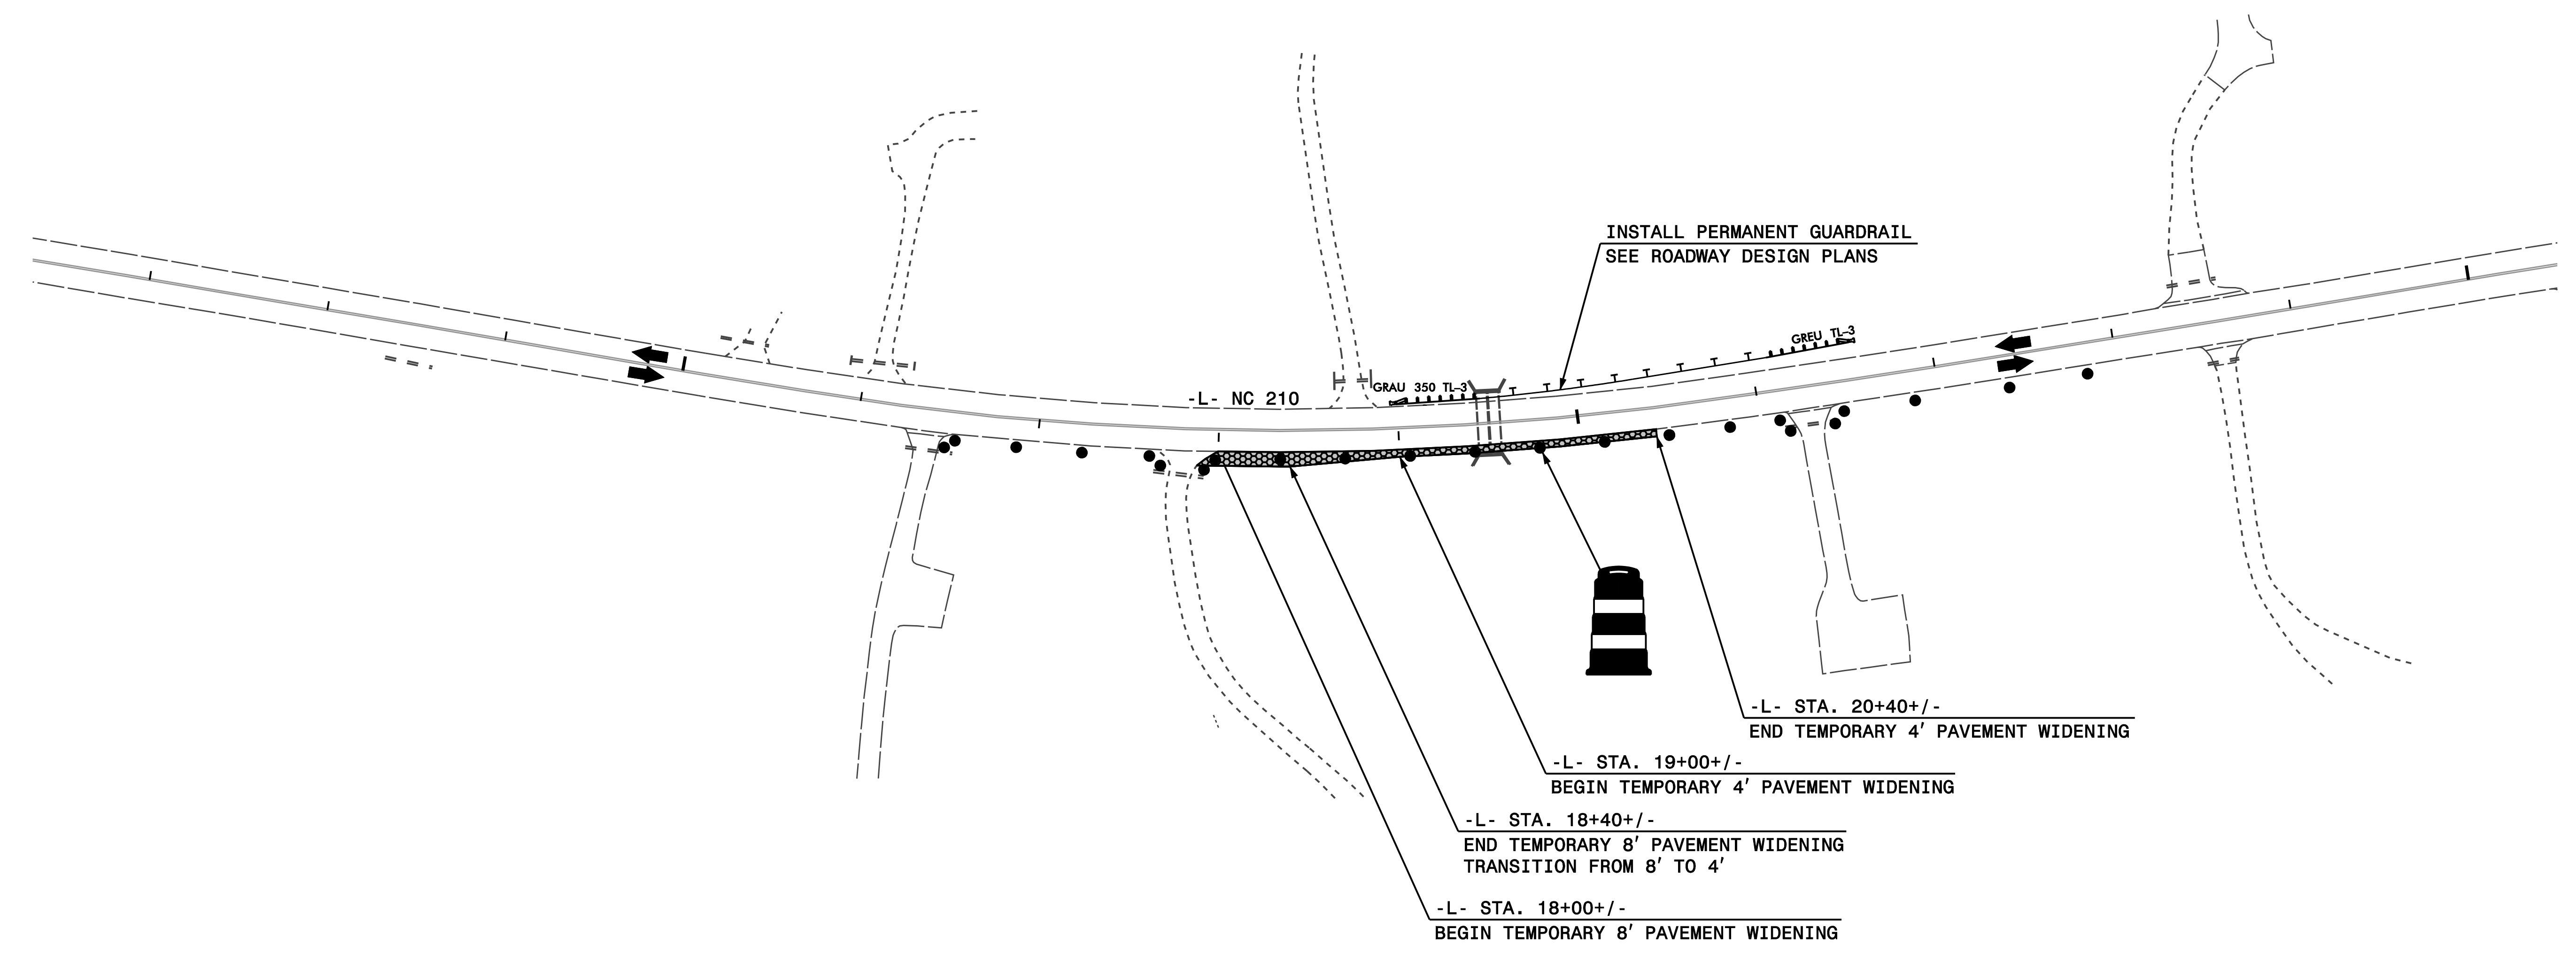 INSTALL PERMANENT GUARDRAIL
SEE ROADWAY DESIGN PLANS
GREU TL-3
GRAU 350 TL-3
-L- NC 210
-L- STA. 20+40+/-
END TEMPORARY 4' PAVEMENT WIDENING
-L- STA. 19+00+/-
BEGIN TEMPORARY 4' PAVEMENT WIDENING
-L- STA. 18+40+/-
END TEMPORARY 8' PAVEMENT WIDENING
TRANSITION FROM 8' TO 4'
-L- STA. 18+00+/-
BEGIN TEMPORARY 8' PAVEMENT WIDENING